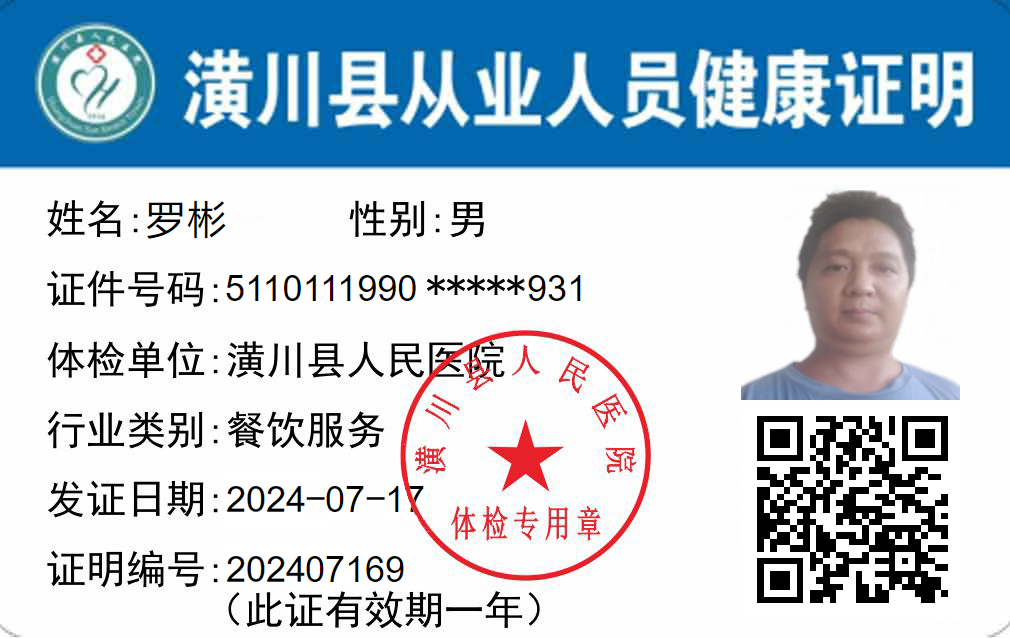 潢川县从业人员健康证明
姓名:罗彬 性别:男
证件号码:5110111990 *****931
体检单位:潢川县人民医院
行业类别:餐饮服务
发证日期:2024-07-17
证明编号:202407169
(此证有效期一年)
潢川县人民医院
体检专用章